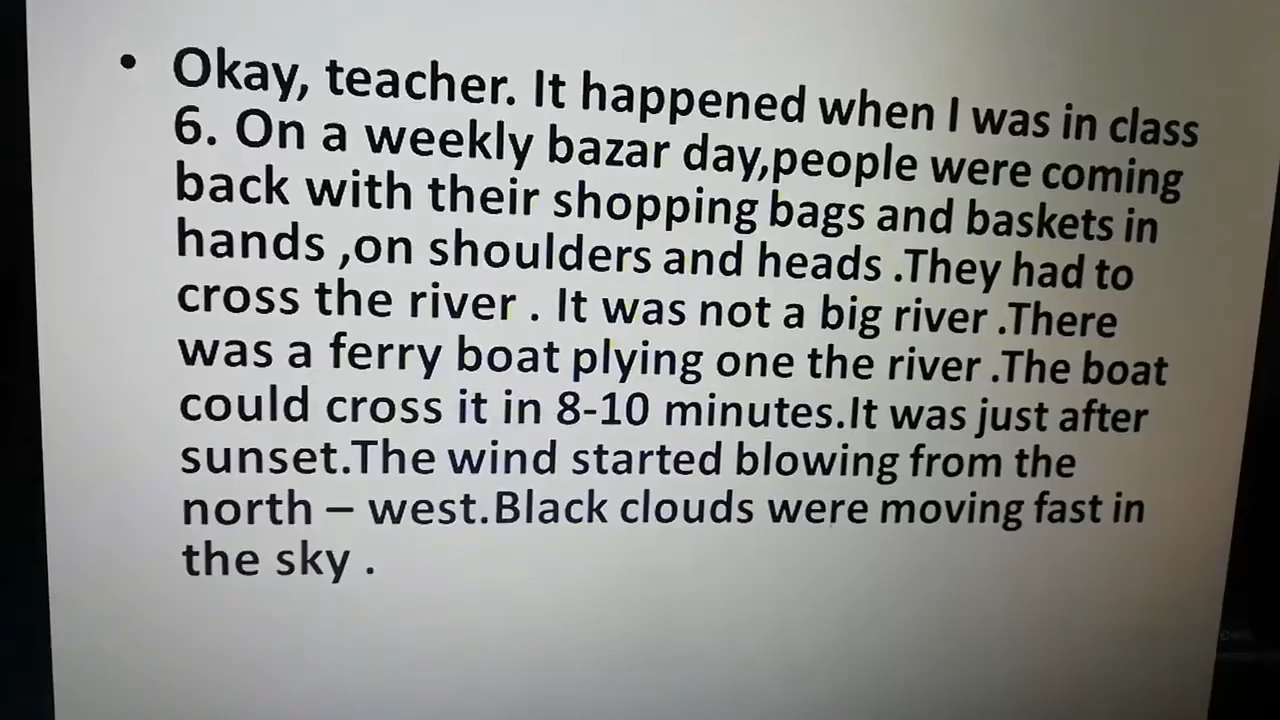 • Okay, teacher. It happened when I was in class
6. On a weekly bazar day,people were coming
back with their shopping bags and baskets in
hands ,on shoulders and heads .They had to
cross the river . It was not a big river .There
was a ferry boat plying one the river .The boat
could cross it in 8-10 minutes.It was just after
sunset.The wind started blowing from the
north – west.Black clouds were moving fast in
the sky .